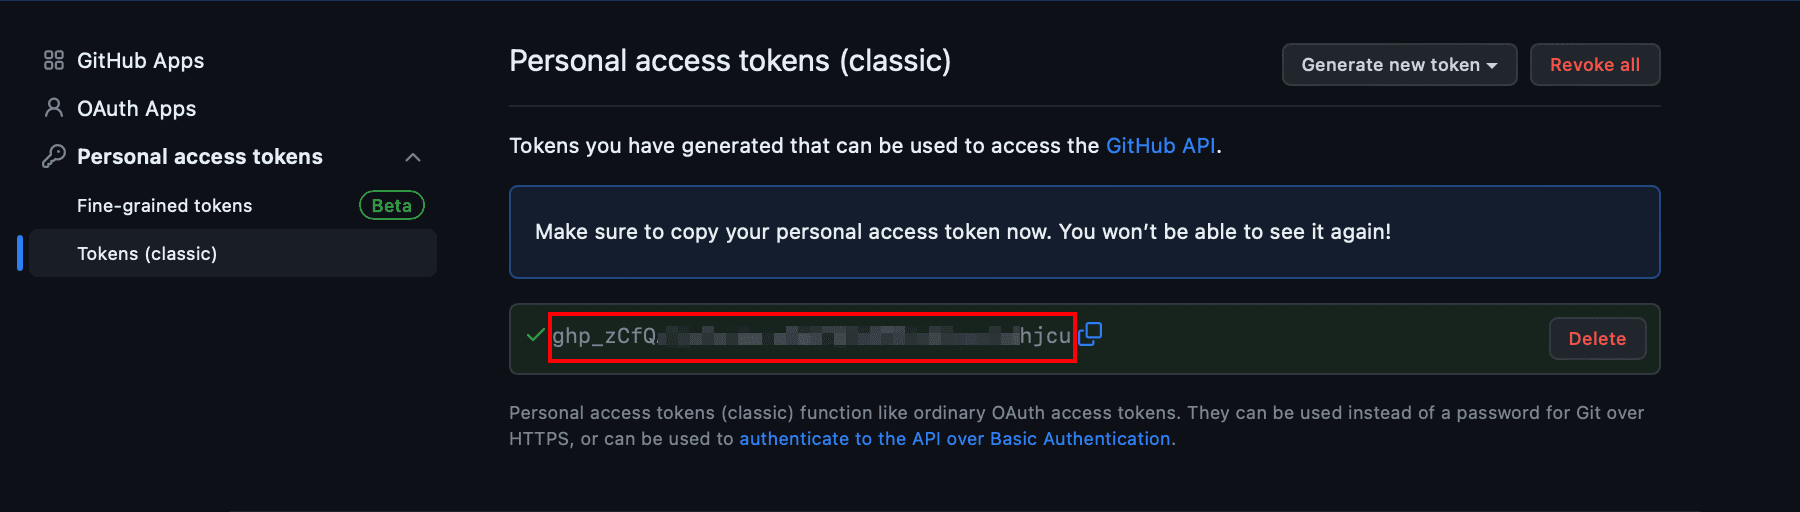 GitHub Apps
OAuth Apps
Personal access tokens
Fine-grained tokens Beta
Tokens (classic)
Personal access tokens (classic)
Generate new token
Revoke all
Tokens you have generated that can be used to access the GitHub API.
Make sure to copy your personal access token now. You won’t be able to see it again!
ghp_zCfQ hjcu
Delete
Personal access tokens (classic) function like ordinary OAuth access tokens. They can be used instead of a password for Git over
HTTPS, or can be used to authenticate to the API over Basic Authentication.